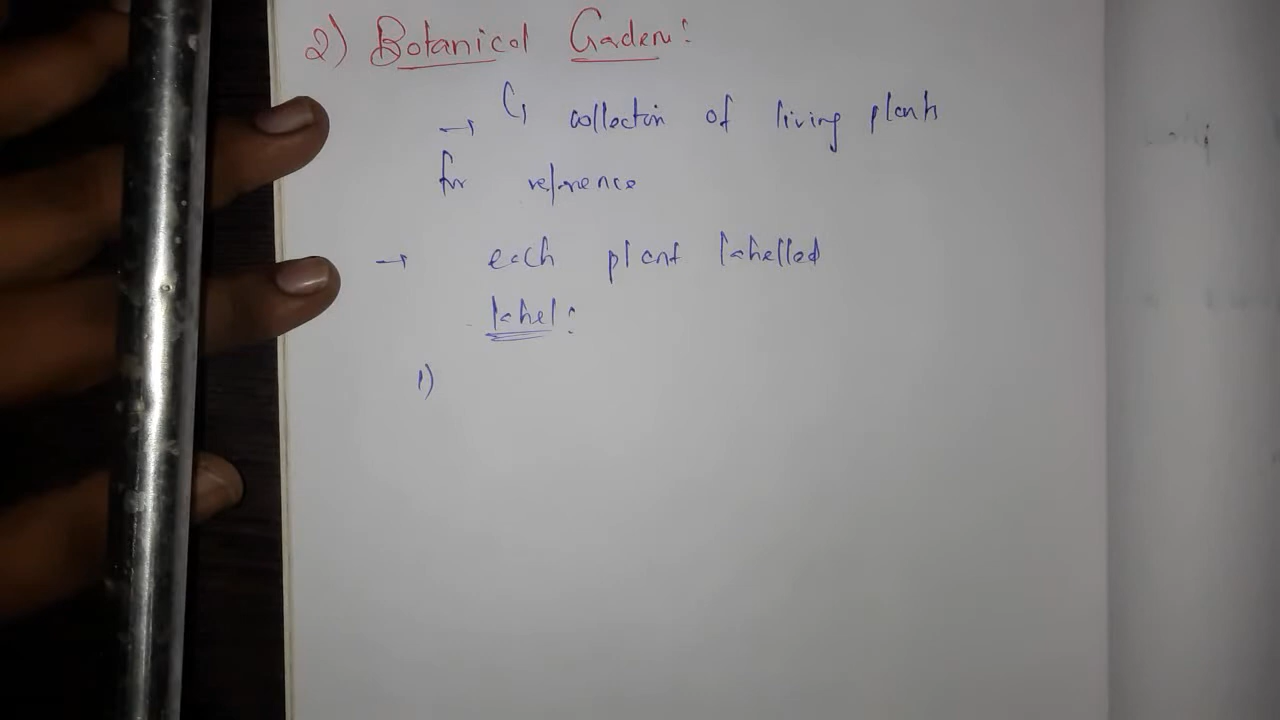 2) Botanical Gaden:
→ collection of living plants
for reference
→ each plant labelled
label:
1)